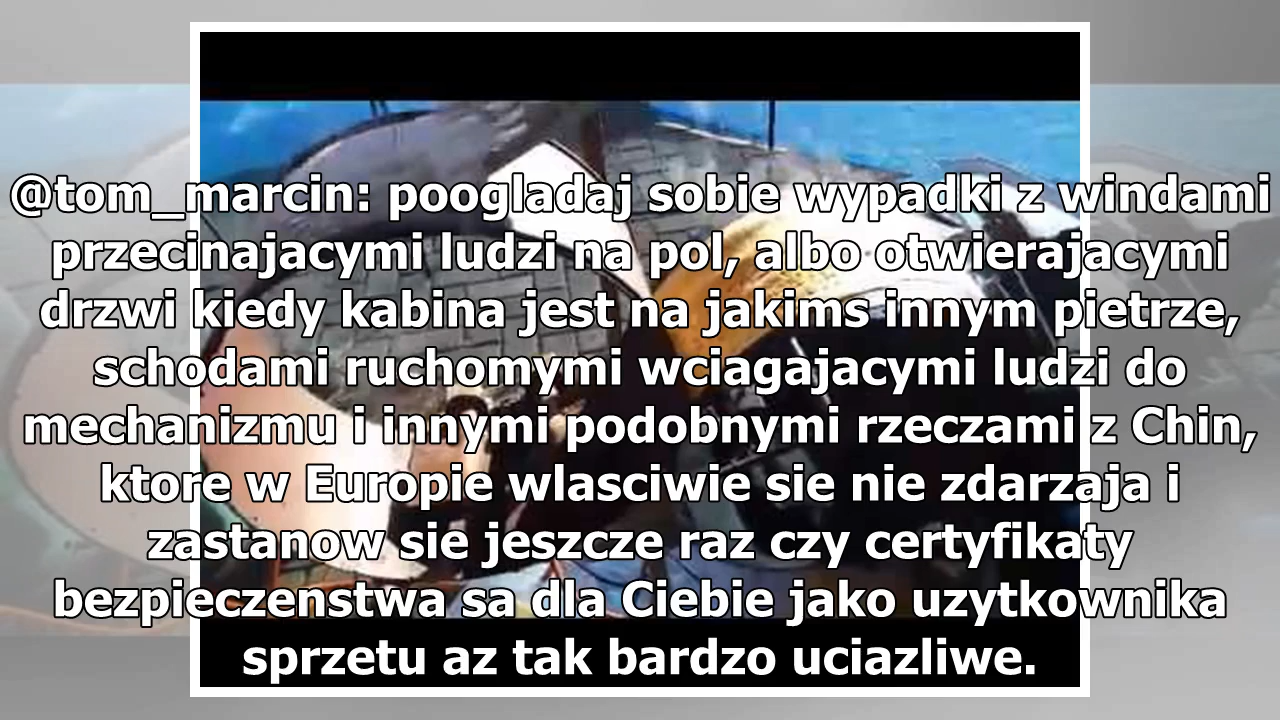 @tom_marcin: poogladaj sobie wypadki z windami
przecinajacymi ludzi na pol, albo otwierajacymi
drzwi kiedy kabina jest na jakims innym pietrze,
schodami ruchomymi wciagajacymi ludzi do
mechanizmu i innymi podobnymi rzeczami z Chin,
ktore w Europie wlasciwie sie nie zdarzaja i
zastanow sie jeszcze raz czy certyfikaty
bezpieczenstwa sa dla Ciebie jako uzytkownika
sprzetu az tak bardzo uciazliwe.